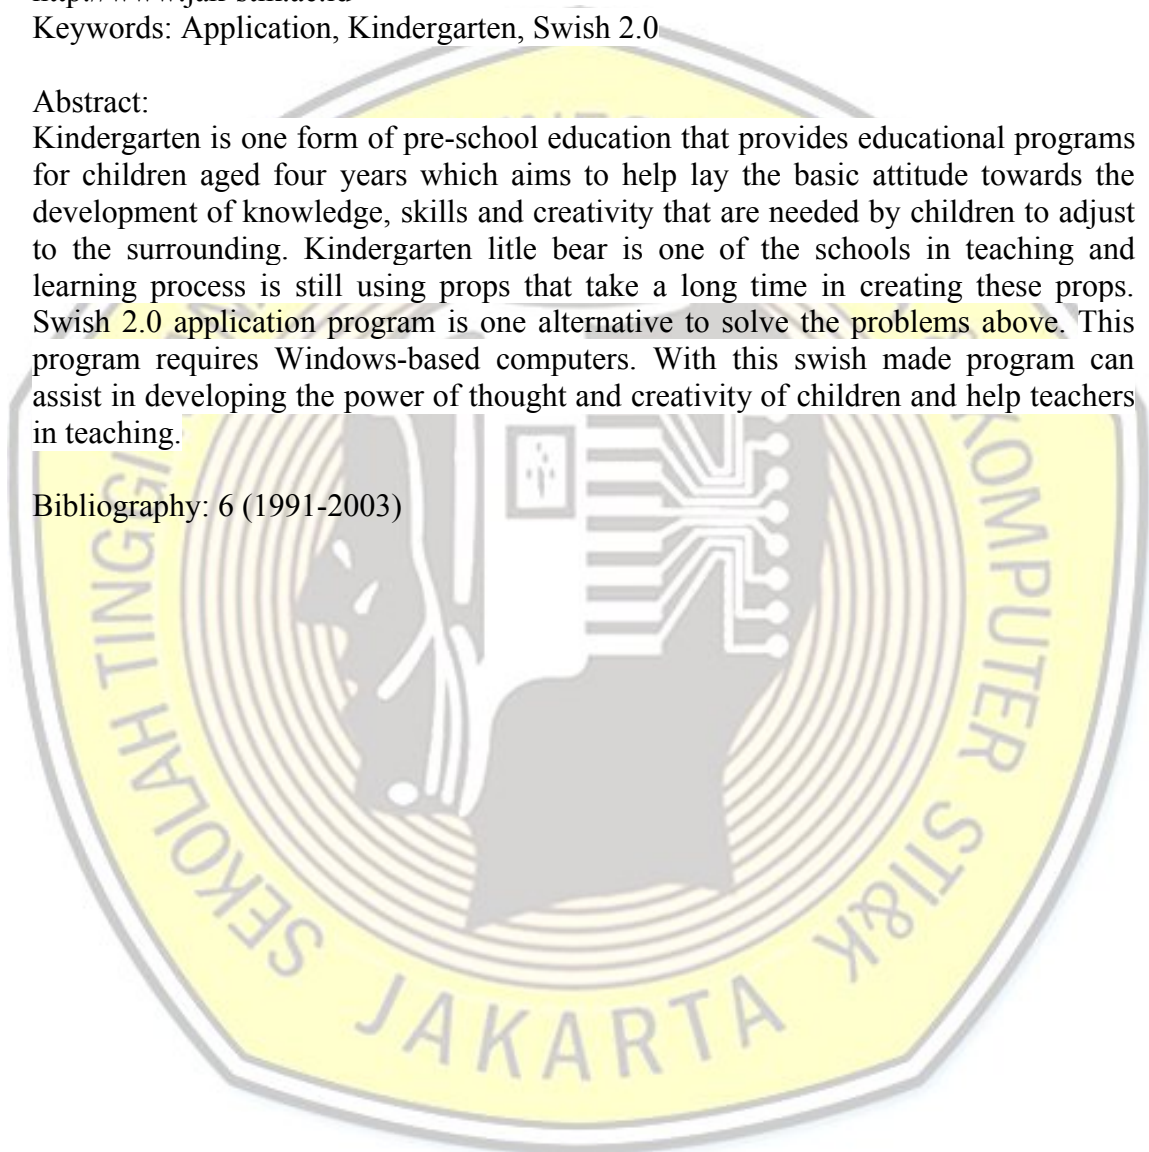 Keywords: Application, Kindergarten, Swish 2.0
Abstract:
Kindergarten is one form of pre-school education that provides educational programs
for children aged four years which aims to help lay the basic attitude towards the
development of knowledge, skills and creativity that are needed by children to adjust
to the surrounding. Kindergarten litle bear is one of the schools in teaching and
learning process is still using props that take a long time in creating these props.
Swish 2.0 application program is one alternative to solve the problems above. This
program requires Windows-based computers. With this swish made program can
assist in developing the power of thought and creativity of children and help teachers
in teaching.
Bibliography: 6 (1991-2003)
SEKOLAH TINGGI
KOMPUTER STI&K
JAKARTA